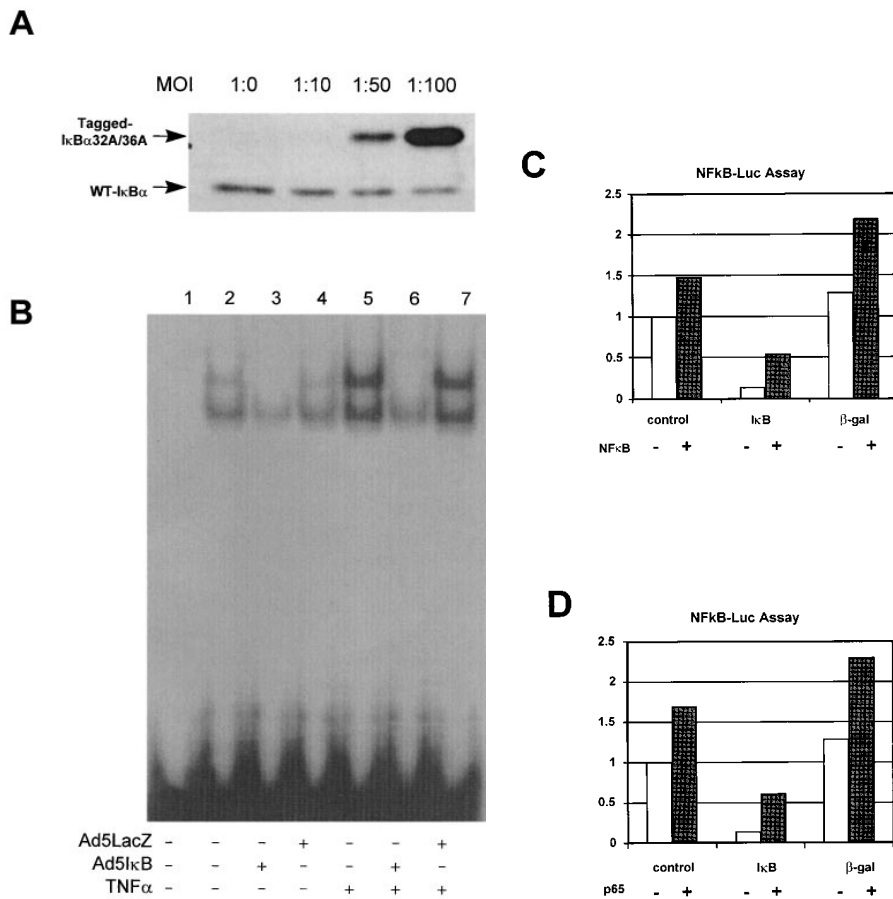 A
MOI 1:0 1:10 1:50 1:100
Tagged-
IκBα32A/36A
WT-IκBα
B
1 2 3 4 5 6 7
Ad5LacZ - - - + - - +
Ad5IκB - - + - - + -
TNFα - - - - + + +
C
NFkB-Luc Assay
2.5
2
1.5
1
0.5
0
control IκB β-gal
NFκB - + - + - +
D
NFkB-Luc Assay
2.5
2
1.5
1
0.5
0
control IκB β-gal
p65 - + - + - +